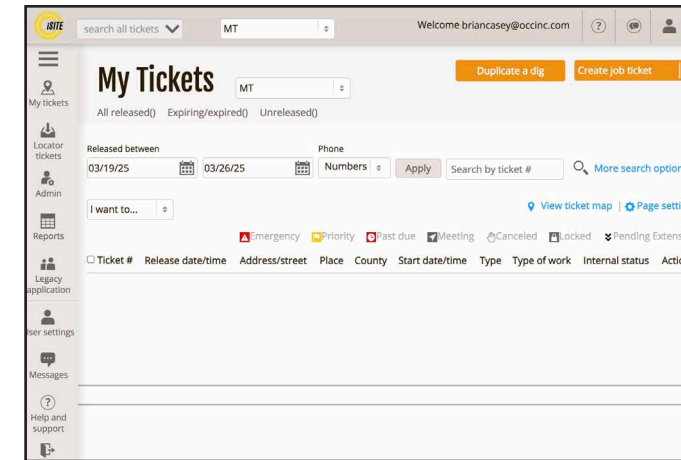 iSITE
search all tickets
MT
Welcome briancasey@occinc.com
?
My tickets
Locator
tickets
Admin
Reports
Legacy
application
ser settings
Messages
?
Help and
support
My Tickets
MT
Duplicate a dig
Create job ticket
All released() Expiring/expired() Unreleased()
Released between
Phone
03/19/25
03/26/25
Numbers
Apply
Search by ticket #
More search option
I want to...
View ticket map | Page setti
Emergency Priority Past due Meeting Canceled Locked Pending Extens
Ticket # Release date/time Address/street Place County Start date/time Type Type of work Internal status Actio